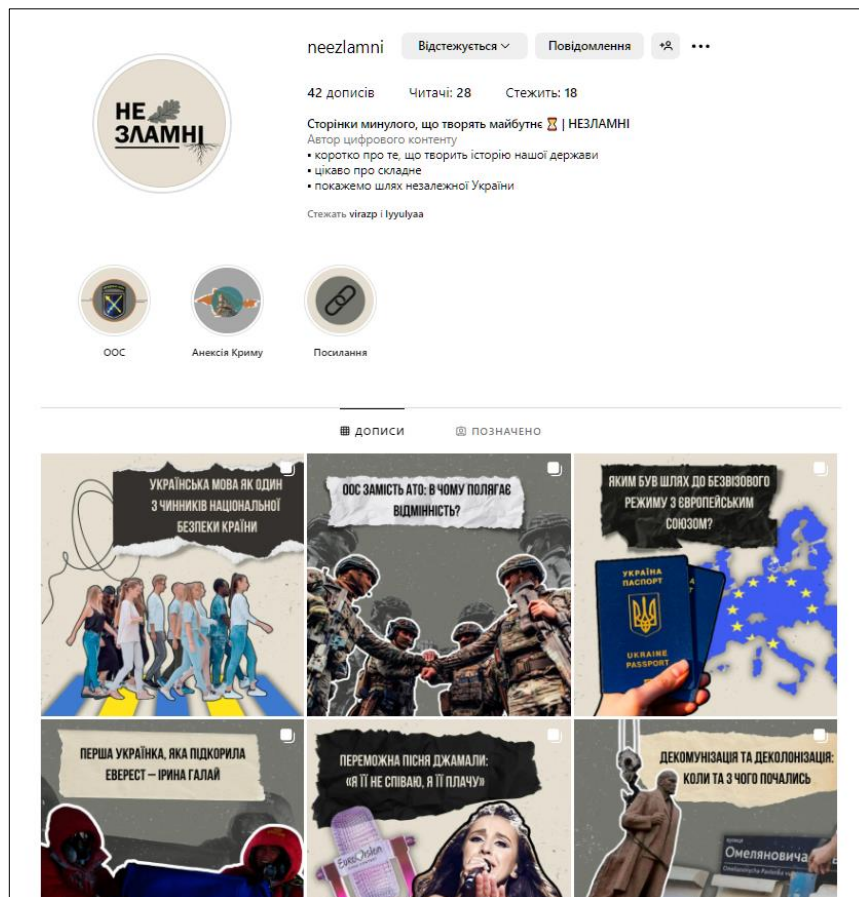 neezlamni Відстежується Повідомлення
42 дописів Читачі: 28 Стежить: 18
Сторінки минулого, що творять майбутнє ⏳ | НЕЗЛАМНІ
Автор цифрового контенту
▪ коротко про те, що творить історію нашої держави
▪ цікаво про складне
▪ покажемо шлях незалежної України
Стежать virazp і lyyulyaa
НЕ
ЗЛАМНІ
ООС Анексія Криму Посилання
ДОПИСИ ПОЗНАЧЕНО
УКРАЇНСЬКА МОВА ЯК ОДИН
З ЧИННИКІВ НАЦІОНАЛЬНОЇ
БЕЗПЕКИ КРАЇНИ
ООС ЗАМІСТЬ АТО: В ЧОМУ ПОЛЯГАЄ
ВІДМІННІСТЬ?
ЯКИМ БУВ ШЛЯХ ДО БЕЗВІЗОВОГО
РЕЖИМУ З ЄВРОПЕЙСЬКИМ
СОЮЗОМ?
УКРАЇНА
ПАСПОРТ
UKRAINE
PASSPORT
ПЕРША УКРАЇНКА, ЯКА ПІДКОРИЛА
ЕВЕРЕСТ – ІРИНА ГАЛАЙ
ПЕРЕМОЖНА ПІСНЯ ДЖАМАЛИ:
«Я ЇЇ НЕ СПІВАЮ, Я ЇЇ ПЛАЧУ»
EUROVISION
ДЕКОМУНІЗАЦІЯ ТА ДЕКОЛОНІЗАЦІЯ:
КОЛИ ТА З ЧОГО ПОЧАЛИСЬ
Омеляновича